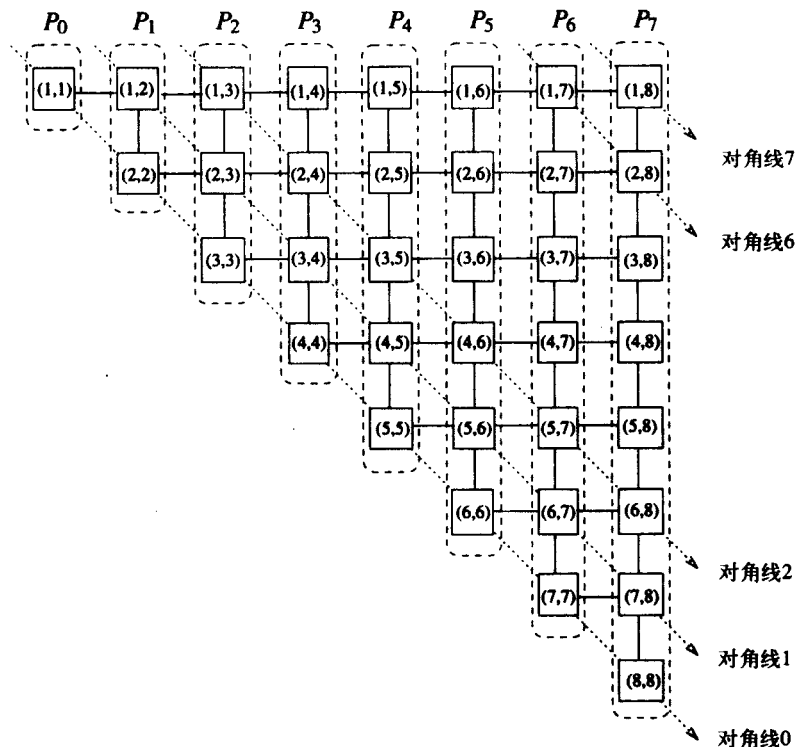 P0 P1 P2 P3 P4 P5 P6 P7
(1,1) (1,2) (1,3) (1,4) (1,5) (1,6) (1,7) (1,8)
对角线7
(2,2) (2,3) (2,4) (2,5) (2,6) (2,7) (2,8)
对角线6
(3,3) (3,4) (3,5) (3,6) (3,7) (3,8)
(4,4) (4,5) (4,6) (4,7) (4,8)
(5,5) (5,6) (5,7) (5,8)
(6,6) (6,7) (6,8)
对角线2
(7,7) (7,8)
对角线1
(8,8)
对角线0